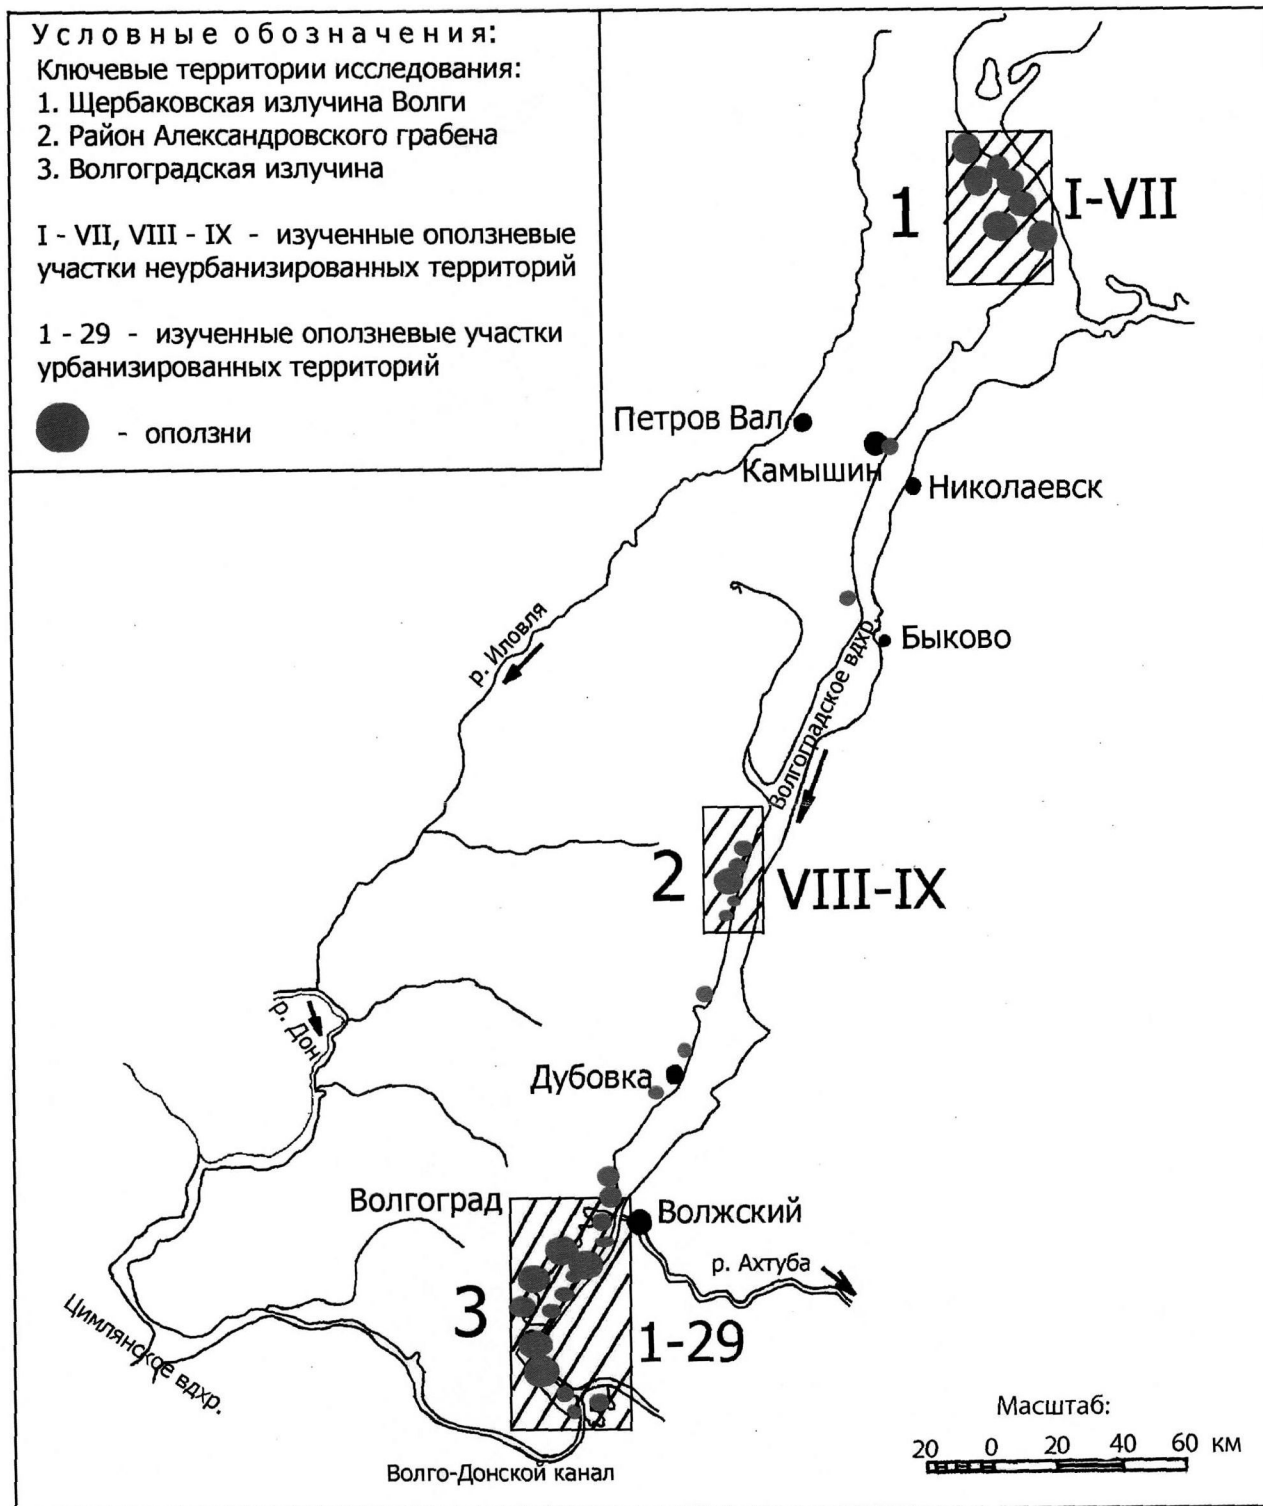 Условные обозначения:
Ключевые территории исследования:
1. Щербаковская излучина Волги
2. Район Александровского грабена
3. Волгоградская излучина
I - VII, VIII - IX - изученные оползневые
участки неурбанизированных территорий
1 - 29 - изученные оползневые участки
урбанизированных территорий
- оползни
1
I-VII
Петров Вал
Камышин
Николаевск
р. Иловля
Быково
Волгоградское вдхр.
2
VIII-IX
р. Дон
Дубовка
Волгоград
Волжский
р. Ахтуба
3
1-29
Цимлянское вдхр.
Масштаб:
20 0 20 40 60 км
Волго-Донской канал